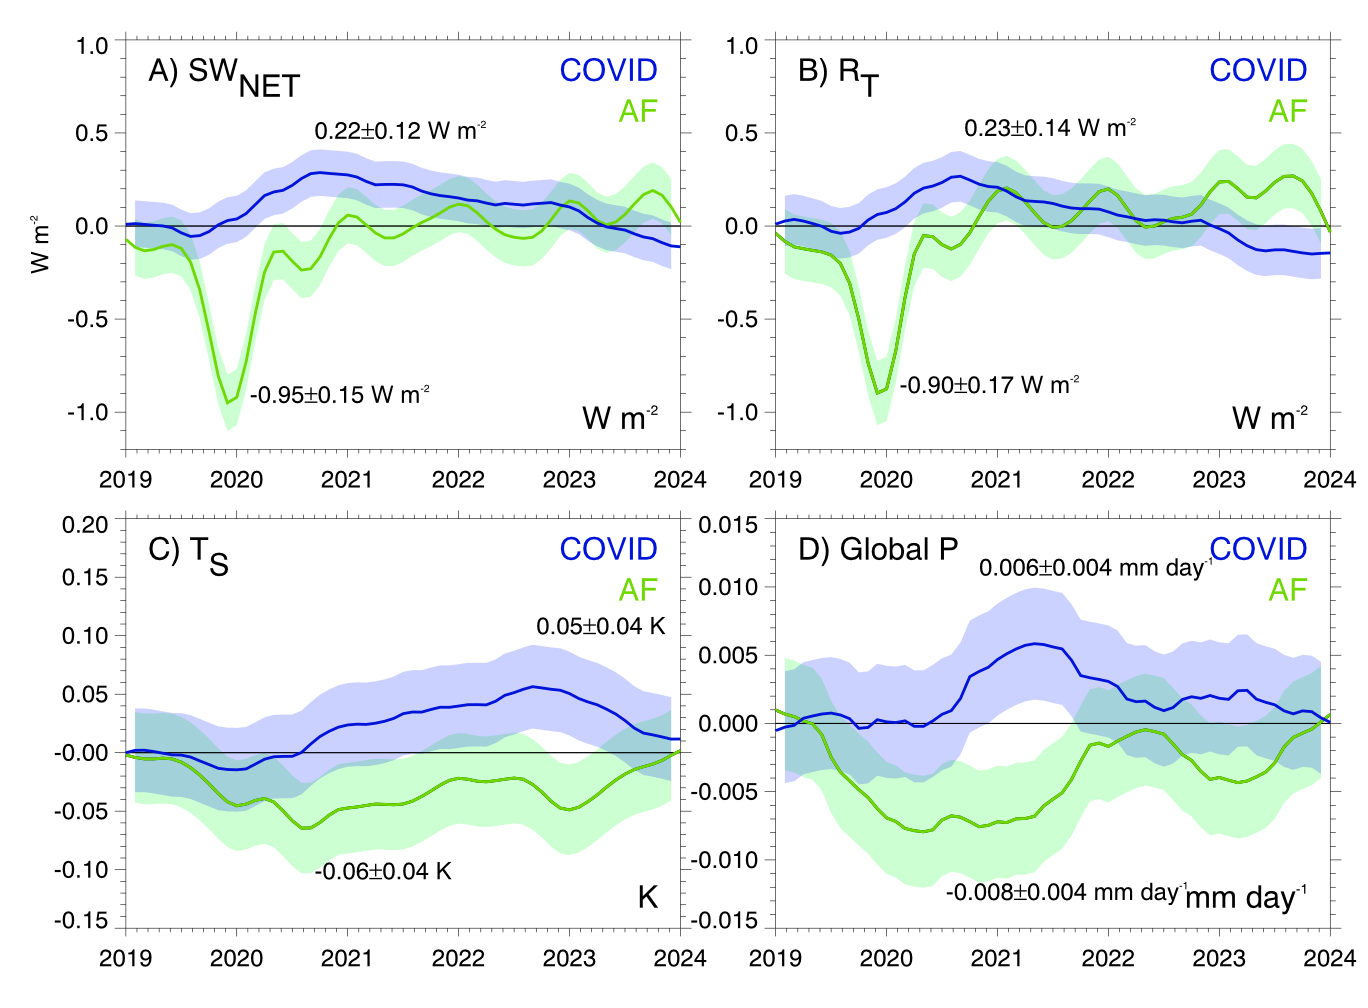 A) SW_NET
COVID
AF
0.22±0.12 W m⁻²
-0.95±0.15 W m⁻²
W m⁻²
W m⁻²
1.0
0.5
0.0
-0.5
-1.0
2019 2020 2021 2022 2023 2024
B) R_T
COVID
AF
0.23±0.14 W m⁻²
-0.90±0.17 W m⁻²
W m⁻²
1.0
0.5
0.0
-0.5
-1.0
2019 2020 2021 2022 2023 2024
C) T_S
COVID
AF
0.05±0.04 K
-0.06±0.04 K
K
0.20
0.15
0.10
0.05
-0.00
-0.05
-0.10
-0.15
2019 2020 2021 2022 2023 2024
D) Global P
COVID
AF
0.006±0.004 mm day⁻¹
-0.008±0.004 mm day⁻¹
mm day⁻¹
0.015
0.010
0.005
0.000
-0.005
-0.010
-0.015
2019 2020 2021 2022 2023 2024